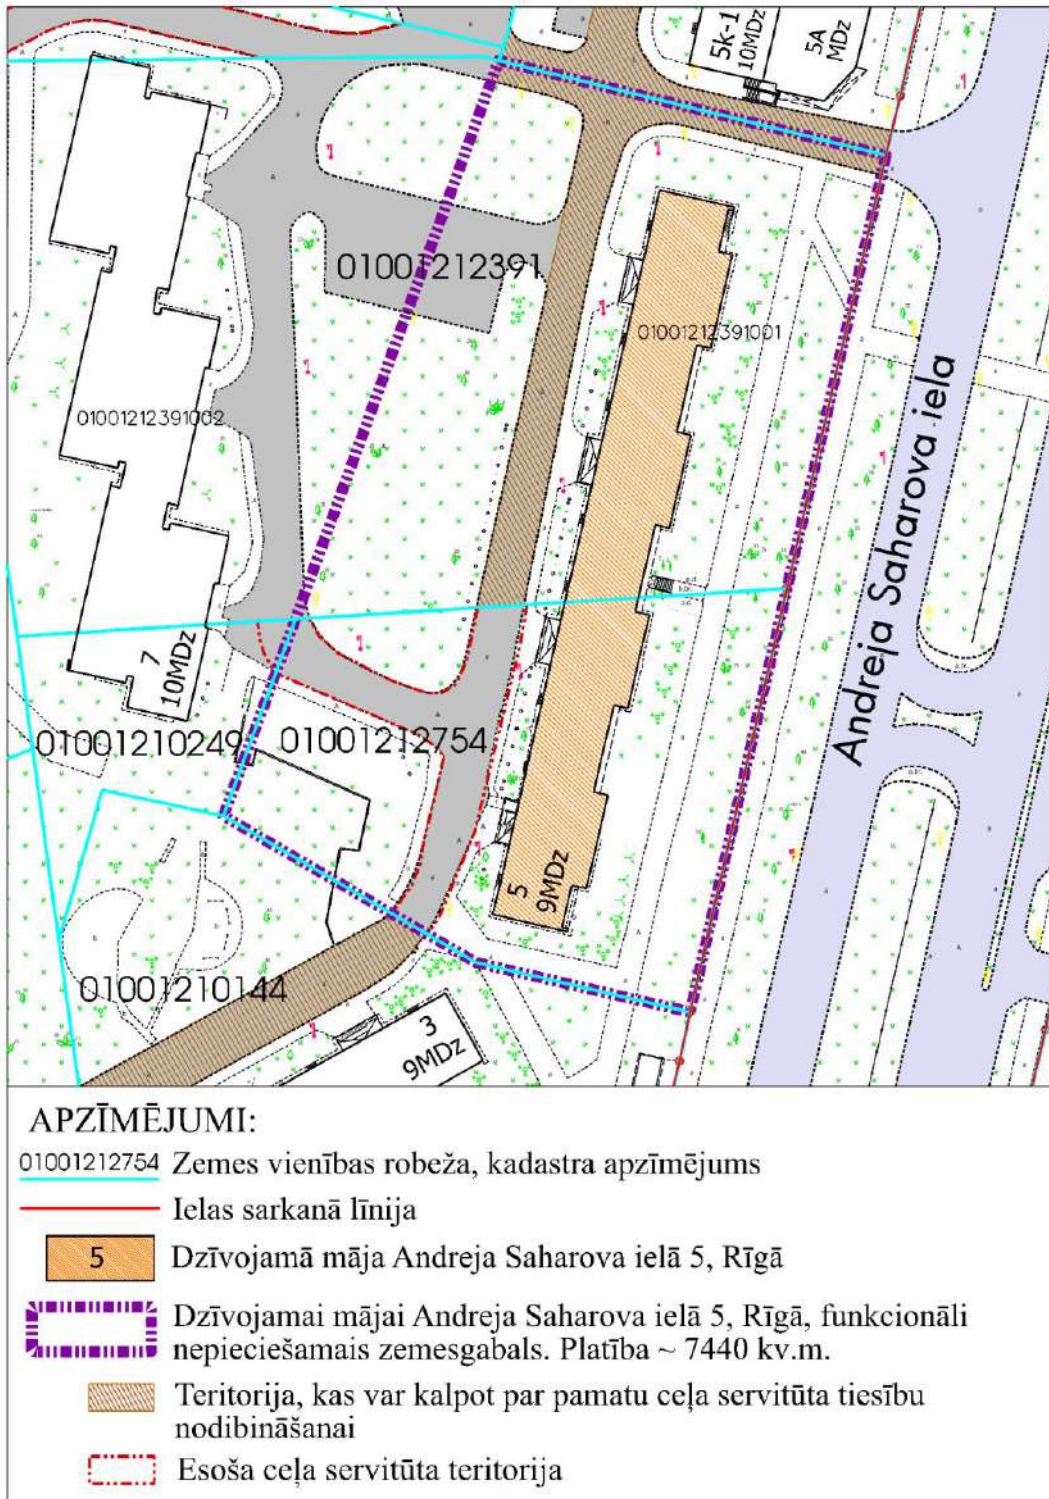 5k-1
10MDz
5A
MDz
01001212391
01001212391001
01001212391002
Andreja Saharova iela
7
10MDz
01001210249
01001212754
5
9MDz
01001210144
3
9MDz
APZĪMĒJUMI:
01001212754 Zemes vienības robeža, kadastra apzīmējums
Ielas sarkanā līnija
5 Dzīvojamā māja Andreja Saharova ielā 5, Rīgā
Dzīvojamai mājai Andreja Saharova ielā 5, Rīgā, funkcionāli
nepieciešamais zemesgabals. Platība ~ 7440 kv.m.
Teritorija, kas var kalpot par pamatu ceļa servitūta tiesību
nodibināšanai
Esoša ceļa servitūta teritorija